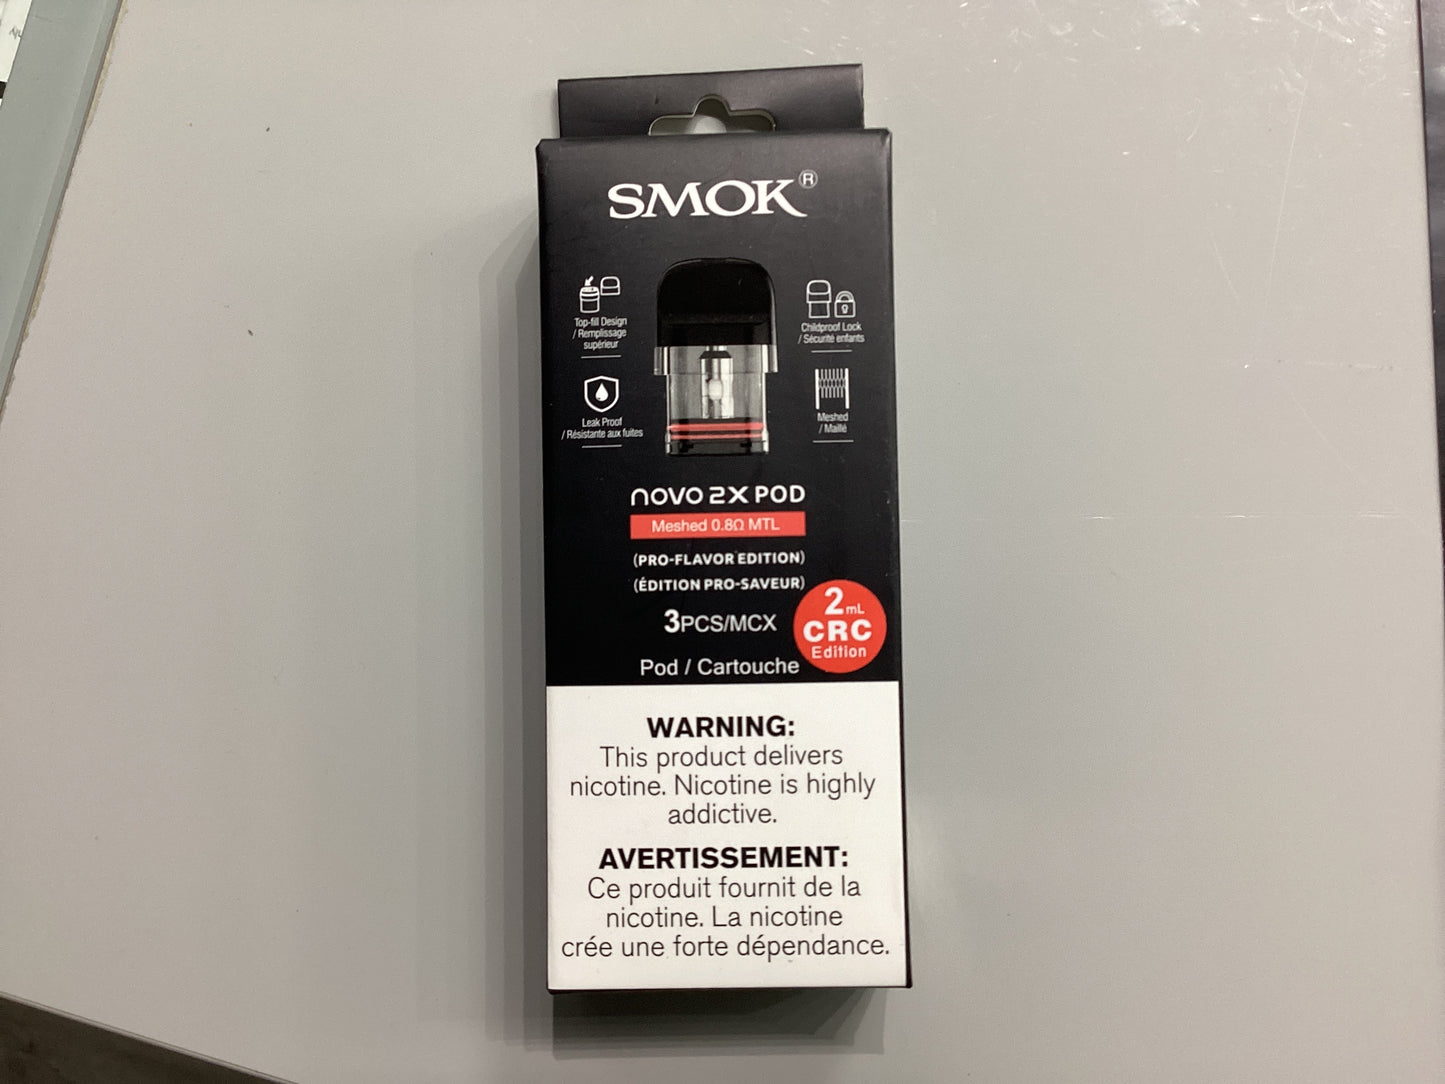 SMOK®
Top-fill Design
/ Remplissage
supérieur
Childproof Lock
/ Sécurité enfants
Leak Proof
/ Résistante aux fuites
Meshed
/ Maillé
novo 2X POD
Meshed 0.8Ω MTL
(PRO-FLAVOR EDITION)
(ÉDITION PRO-SAVEUR)
3PCS/MCX
2mL
CRC
Edition
Pod / Cartouche
WARNING:
This product delivers
nicotine. Nicotine is highly
addictive.
AVERTISSEMENT:
Ce produit fournit de la
nicotine. La nicotine
crée une forte dépendance.